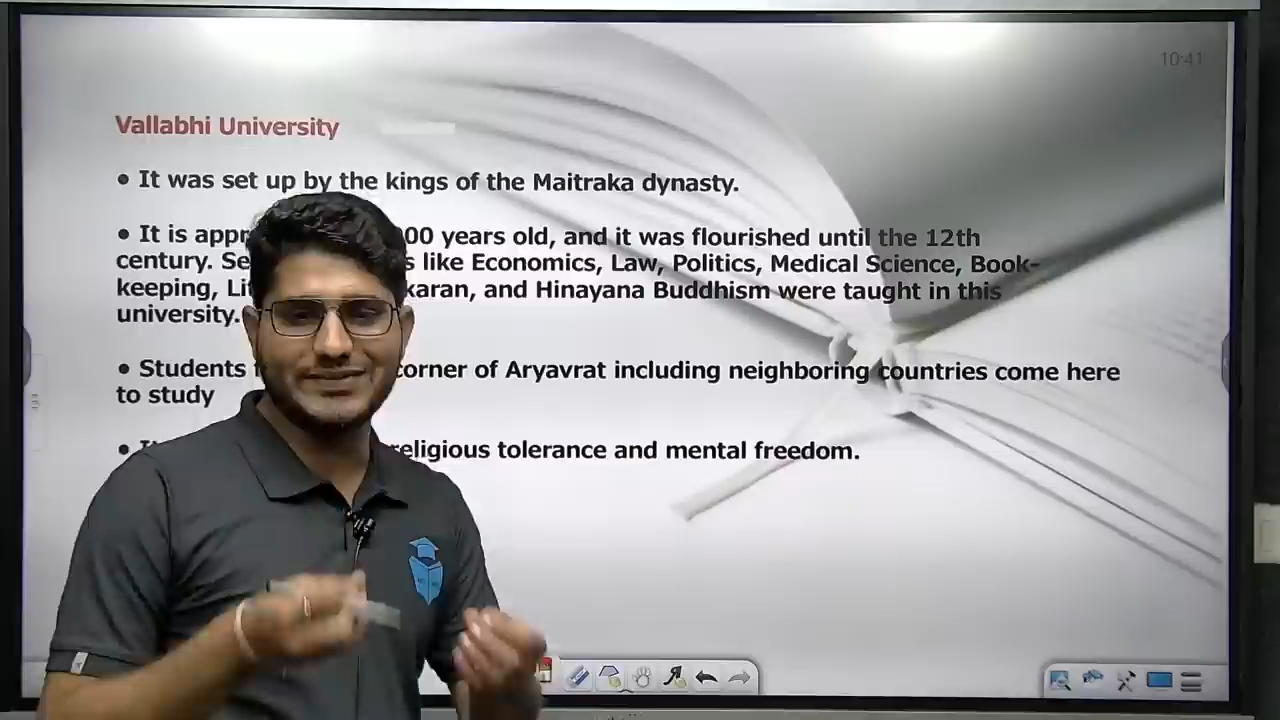 10:41
Vallabhi University
• It was set up by the kings of the Maitraka dynasty.
• It is 00 years old, and it was flourished until the 12th
century. like Economics, Law, Politics, Medical Science, Book-
keeping, karan, and Hinayana Buddhism were taught in this
university.
• Students corner of Aryavrat including neighboring countries come here
to study
• religious tolerance and mental freedom.